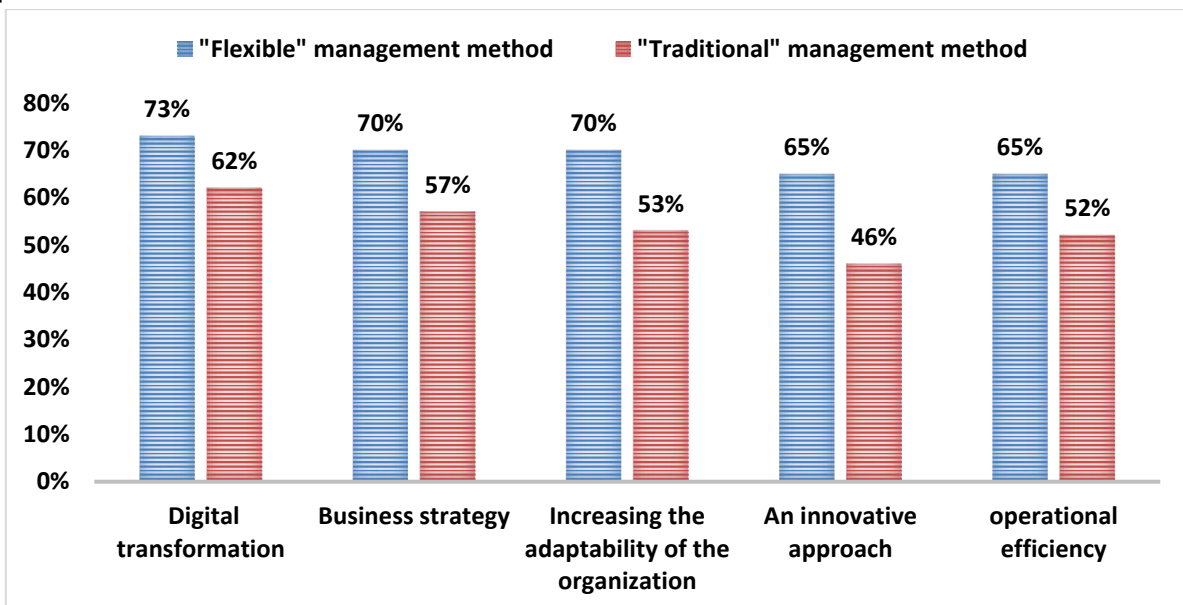 "Flexible" management method "Traditional" management method
80%
70%
60%
50%
40%
30%
20%
10%
0%
73%
62%
70%
57%
70%
53%
65%
46%
65%
52%
Digital
transformation
Business strategy
Increasing the
adaptability of the
organization
An innovative
approach
operational
efficiency